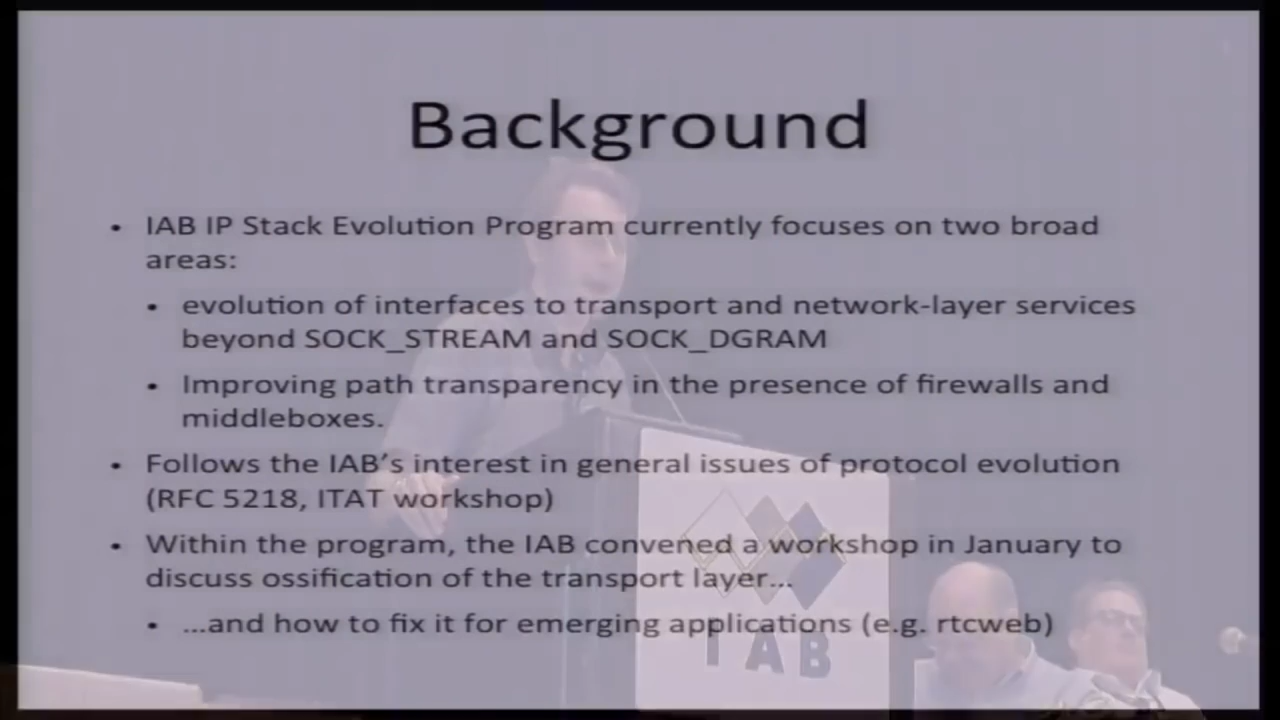 Background
• IAB IP Stack Evolution Program currently focuses on two broad
areas:
• evolution of interfaces to transport and network-layer services
beyond SOCK_STREAM and SOCK_DGRAM
• Improving path transparency in the presence of firewalls and
middleboxes.
• Follows the IAB's interest in general issues of protocol evolution
(RFC 5218, ITAT workshop)
• Within the program, the IAB convened a workshop in January to
discuss ossification of the transport layer...
• ...and how to fix it for emerging applications (e.g. rtcweb)
IAB